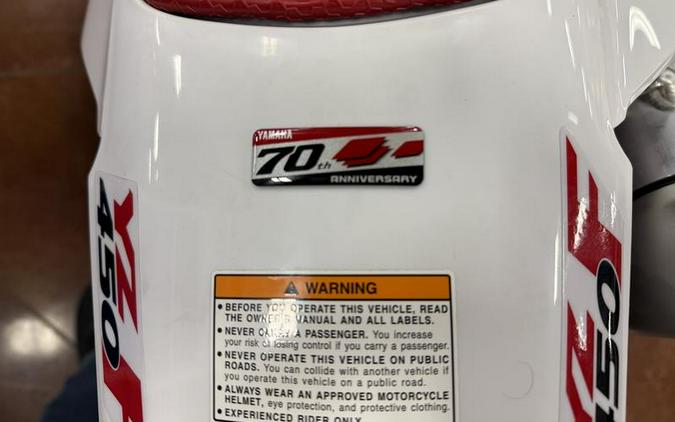 YAMAHA
70th
ANNIVERSARY
YZ
450
F
YZ
450
F
WARNING
• BEFORE YOU OPERATE THIS VEHICLE, READ
THE OWNER'S MANUAL AND ALL LABELS.
• NEVER CARRY A PASSENGER. You increase
your risk of losing control if you carry a passenger.
• NEVER OPERATE THIS VEHICLE ON PUBLIC
ROADS. You can collide with another vehicle if
you operate this vehicle on a public road.
• ALWAYS WEAR AN APPROVED MOTORCYCLE
HELMET, eye protection, and protective clothing.
• EXPERIENCED RIDER ONLY.